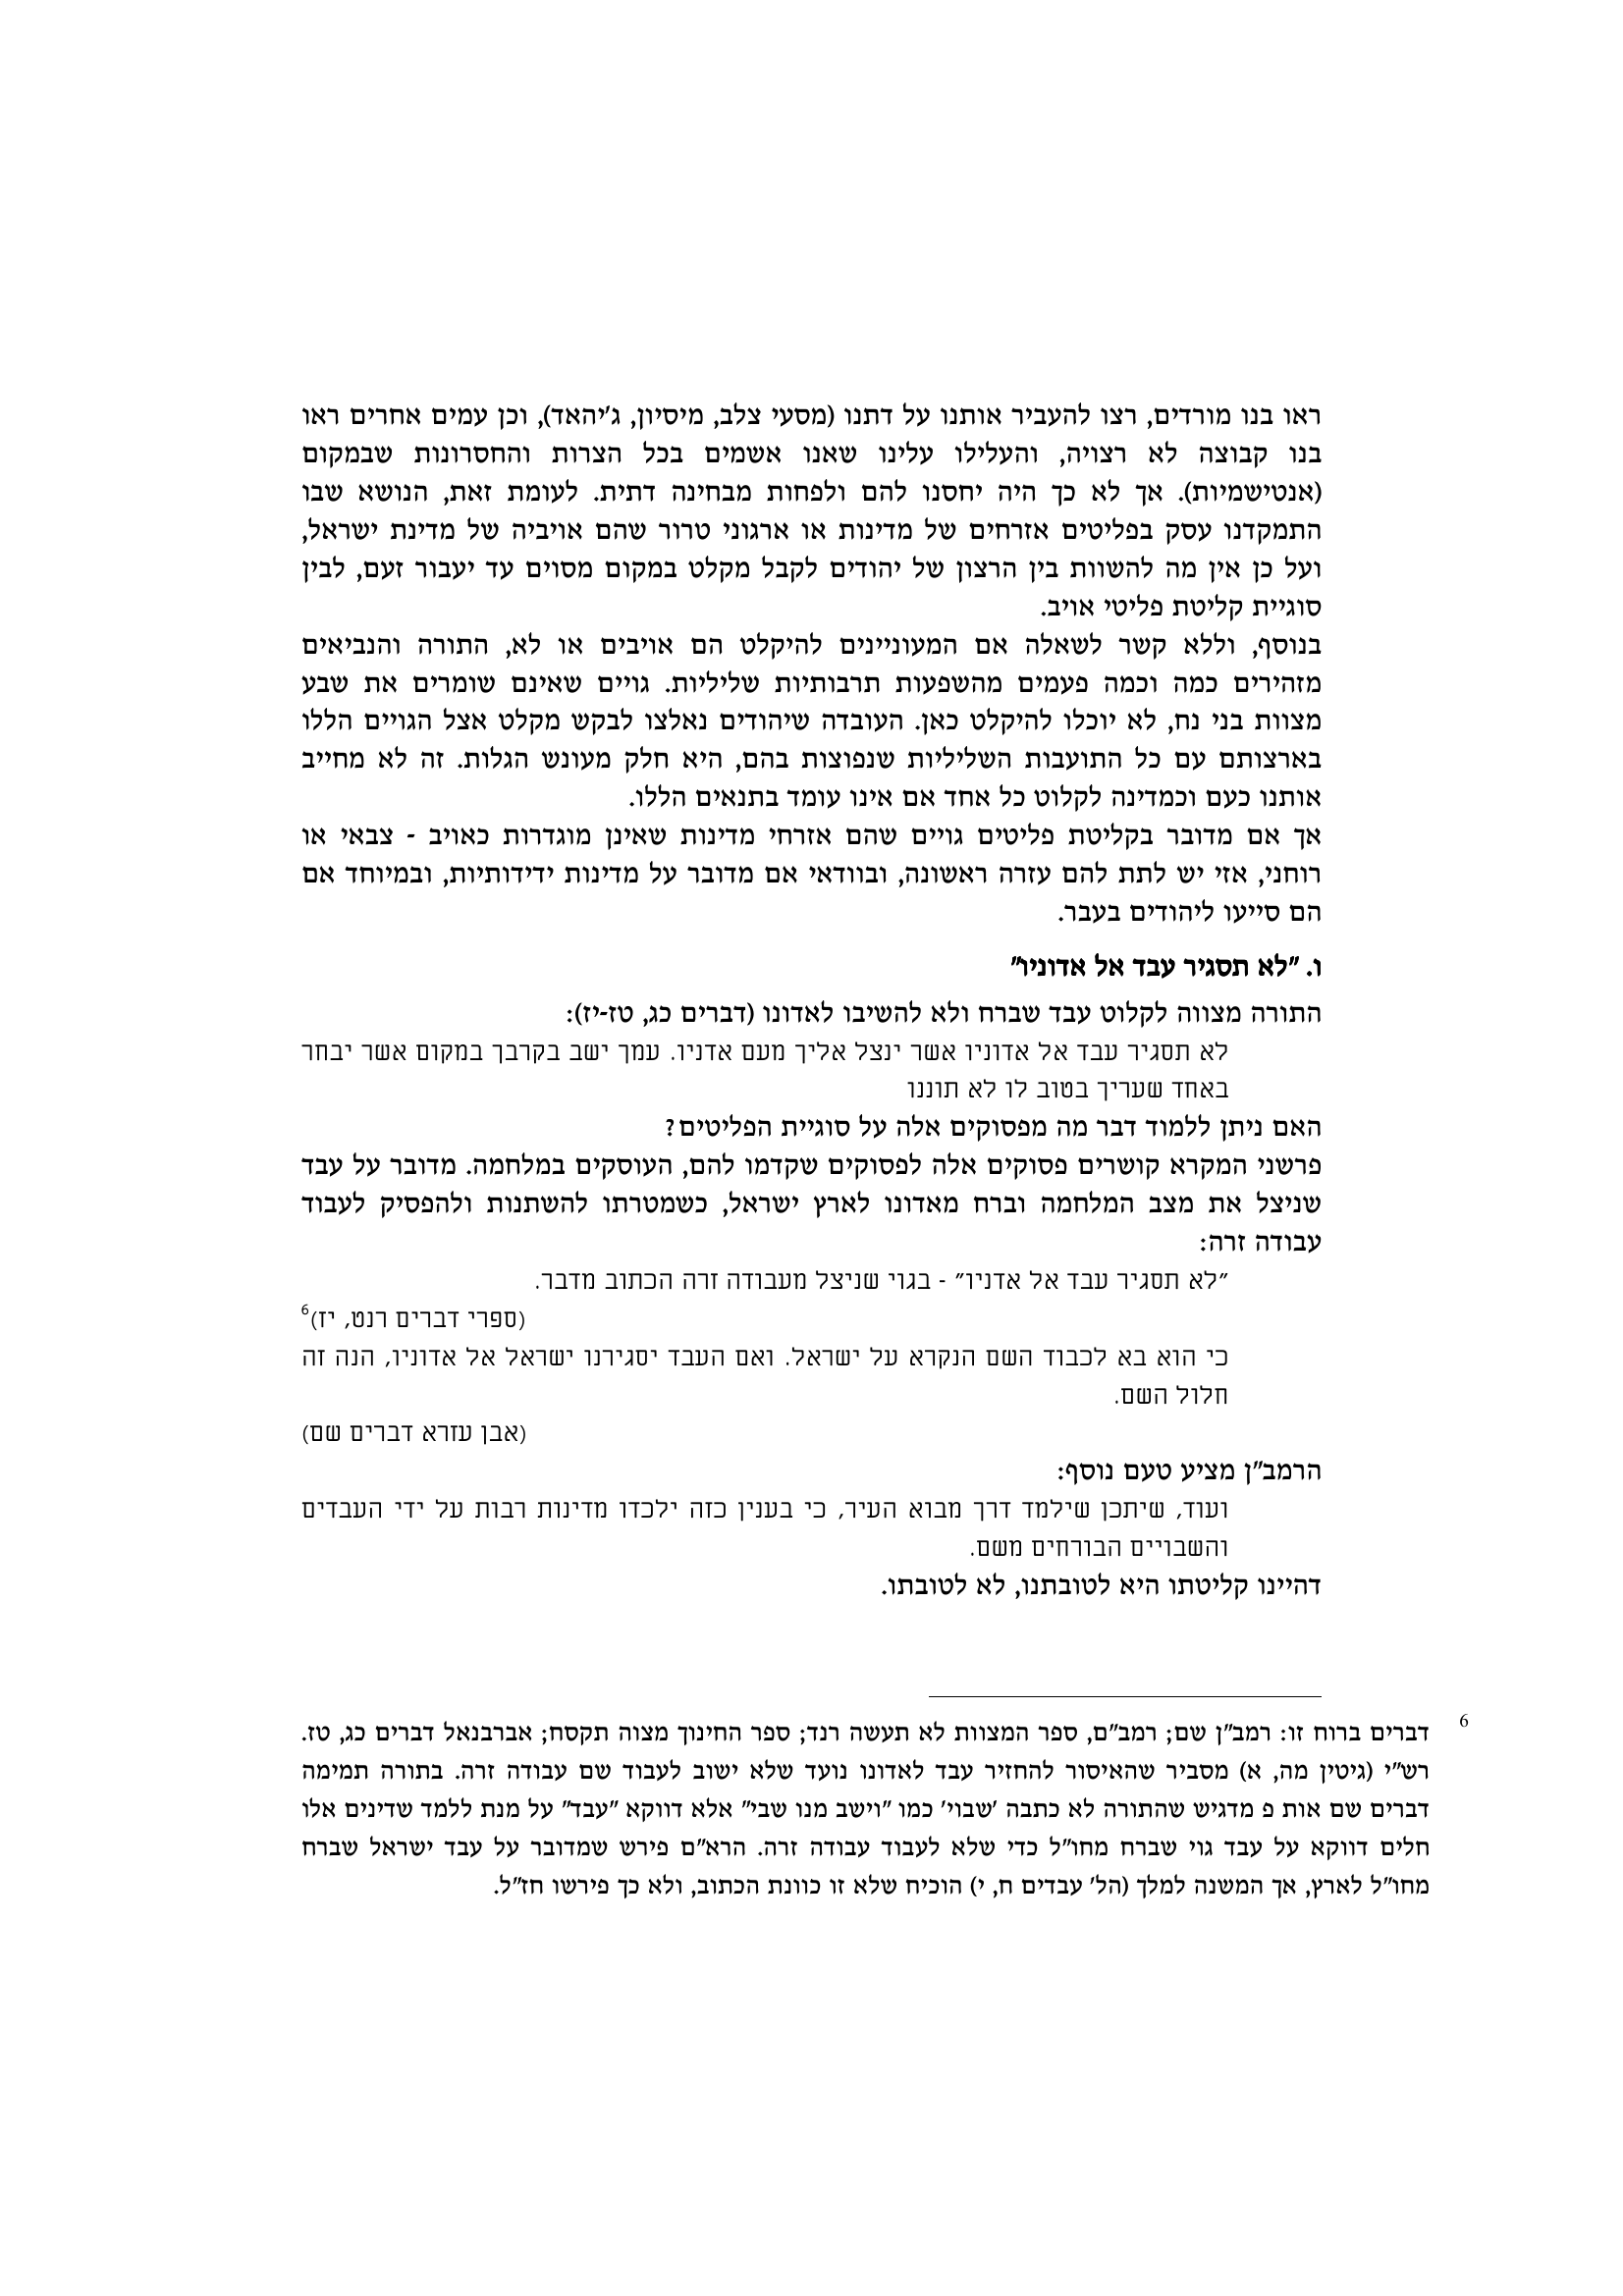 ראו בנו מורדים, רצו להעביר אותנו על דתנו (מסעי צלב, מיסיון, ג'יהאד), וכן עמים אחרים ראו
בנו קבוצה לא רצויה, והעלילו עלינו שאנו אשמים בכל הצרות והחסרונות שבמקום
(אנטישמיות). אך לא כך היה יחסנו להם ולפחות מבחינה דתית. לעומת זאת, הנושא שבו
התמקדנו עסק בפליטים אזרחים של מדינות או ארגוני טרור שהם אויביה של מדינת ישראל,
ועל כן אין מה להשוות בין הרצון של יהודים לקבל מקלט במקום מסוים עד יעבור זעם, לבין
סוגיית קליטת פליטי אויב.
בנוסף, וללא קשר לשאלה אם המעוניינים להיקלט הם אויבים או לא, התורה והנביאים
מזהירים כמה וכמה פעמים מהשפעות תרבותיות שליליות. גויים שאינם שומרים את שבע
מצוות בני נח, לא יוכלו להיקלט כאן. העובדה שיהודים נאלצו לבקש מקלט אצל הגויים הללו
בארצותם עם כל התועבות השליליות שנפוצות בהם, היא חלק מעונש הגלות. זה לא מחייב
אותנו כעם וכמדינה לקלוט כל אחד אם אינו עומד בתנאים הללו.
אך אם מדובר בקליטת פליטים גויים שהם אזרחי מדינות שאינן מוגדרות כאויב - צבאי או
רוחני, אזי יש לתת להם עזרה ראשונה, ובוודאי אם מדובר על מדינות ידידותיות, ובמיוחד אם
הם סייעו ליהודים בעבר.
ו. "לא תסגיר עבד אל אדוניו"
התורה מצווה לקלוט עבד שברח ולא להשיבו לאדונו (דברים כג, טז-יז):
לא תסגיר עבד אל אדוניו אשר ינצל אליך מעם אדניו. עמך ישב בקרבך במקום אשר יבחר
באחד שעריך בטוב לו לא תוננו
האם ניתן ללמוד דבר מה מפסוקים אלה על סוגיית הפליטים?
פרשני המקרא קושרים פסוקים אלה לפסוקים שקדמו להם, העוסקים במלחמה. מדובר על עבד
שניצל את מצב המלחמה וברח מאדונו לארץ ישראל, כשמטרתו להשתנות ולהפסיק לעבוד
עבודה זרה:
"לא תסגיר עבד אל אדניו" - בגוי שניצל מעבודה זרה הכתוב מדבר.
(ספרי דברים רנט, יז)6
כי הוא בא לכבוד השם הנקרא על ישראל. ואם העבד יסגירנו ישראל אל אדוניו, הנה זה
חלול השם.
(אבן עזרא דברים שם)
הרמב"ן מציע טעם נוסף:
ועוד, שיתכן שילמד דרך מבוא העיר, כי בענין כזה ילכדו מדינות רבות על ידי העבדים
והשבויים הבורחים משם.
דהיינו קליטתו היא לטובתנו, לא לטובתו.
6 דברים ברוח זו: רמב"ן שם; רמב"ם, ספר המצוות לא תעשה רנד; ספר החינוך מצוה תקסח; אברבנאל דברים כג, טז.
רש"י (גיטין מה, א) מסביר שהאיסור להחזיר עבד לאדונו נועד שלא ישוב לעבוד שם עבודה זרה. בתורה תמימה
דברים שם אות פ מדגיש שהתורה לא כתבה 'שבוי' כמו "וישב מנו שבי" אלא דווקא "עבד" על מנת ללמד שדינים אלו
חלים דווקא על עבד גוי שברח מחו"ל כדי שלא לעבוד עבודה זרה. הרא"ם פירש שמדובר על עבד ישראל שברח
מחו"ל לארץ, אך המשנה למלך (הל' עבדים ח, י) הוכיח שלא זו כוונת הכתוב, ולא כך פירשו חז"ל.